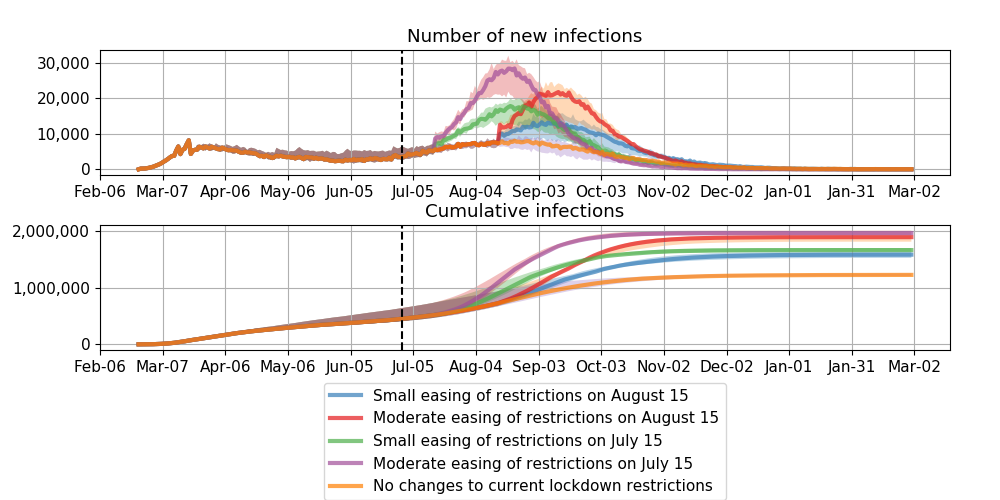 Number of new infections
30,000
20,000
10,000
0
Feb-06 Mar-07 Apr-06 May-06 Jun-05 Jul-05 Aug-04 Sep-03 Oct-03 Nov-02 Dec-02 Jan-01 Jan-31 Mar-02
Cumulative infections
2,000,000
1,000,000
0
Feb-06 Mar-07 Apr-06 May-06 Jun-05 Jul-05 Aug-04 Sep-03 Oct-03 Nov-02 Dec-02 Jan-01 Jan-31 Mar-02
Small easing of restrictions on August 15
Moderate easing of restrictions on August 15
Small easing of restrictions on July 15
Moderate easing of restrictions on July 15
No changes to current lockdown restrictions